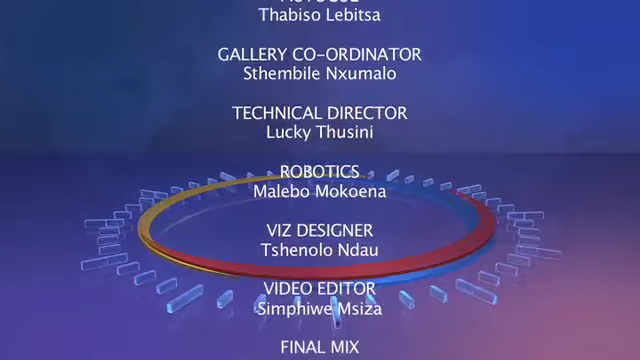 Thabiso Lebitsa
GALLERY CO-ORDINATOR
Sthembile Nxumalo
TECHNICAL DIRECTOR
Lucky Thusini
ROBOTICS
Malebo Mokoena
VIZ DESIGNER
Tshenolo Ndau
VIDEO EDITOR
Simphiwe Msiza
FINAL MIX